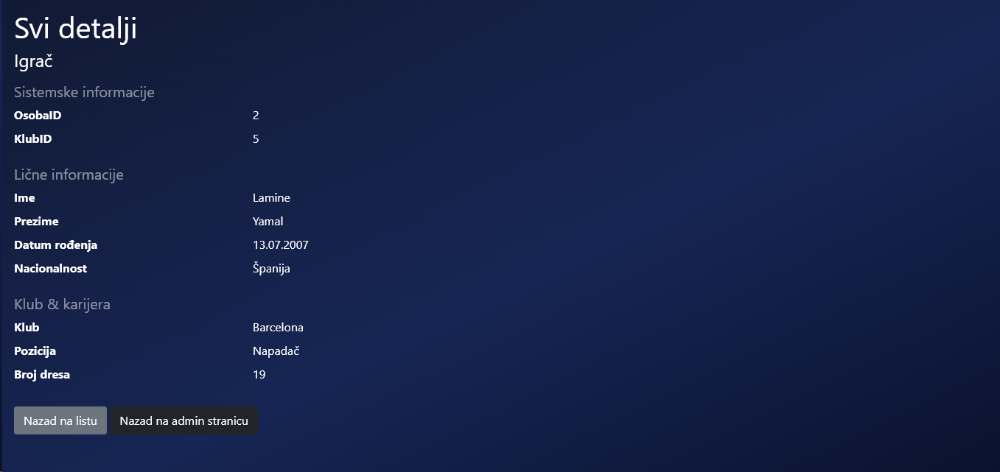 Svi detalji
Igrač
Sistemske informacije
OsobaID 2
KlubID 5
Lične informacije
Ime Lamine
Prezime Yamal
Datum rođenja 13.07.2007
Nacionalnost Španija
Klub & karijera
Klub Barcelona
Pozicija Napadač
Broj dresa 19
Nazad na listu Nazad na admin stranicu